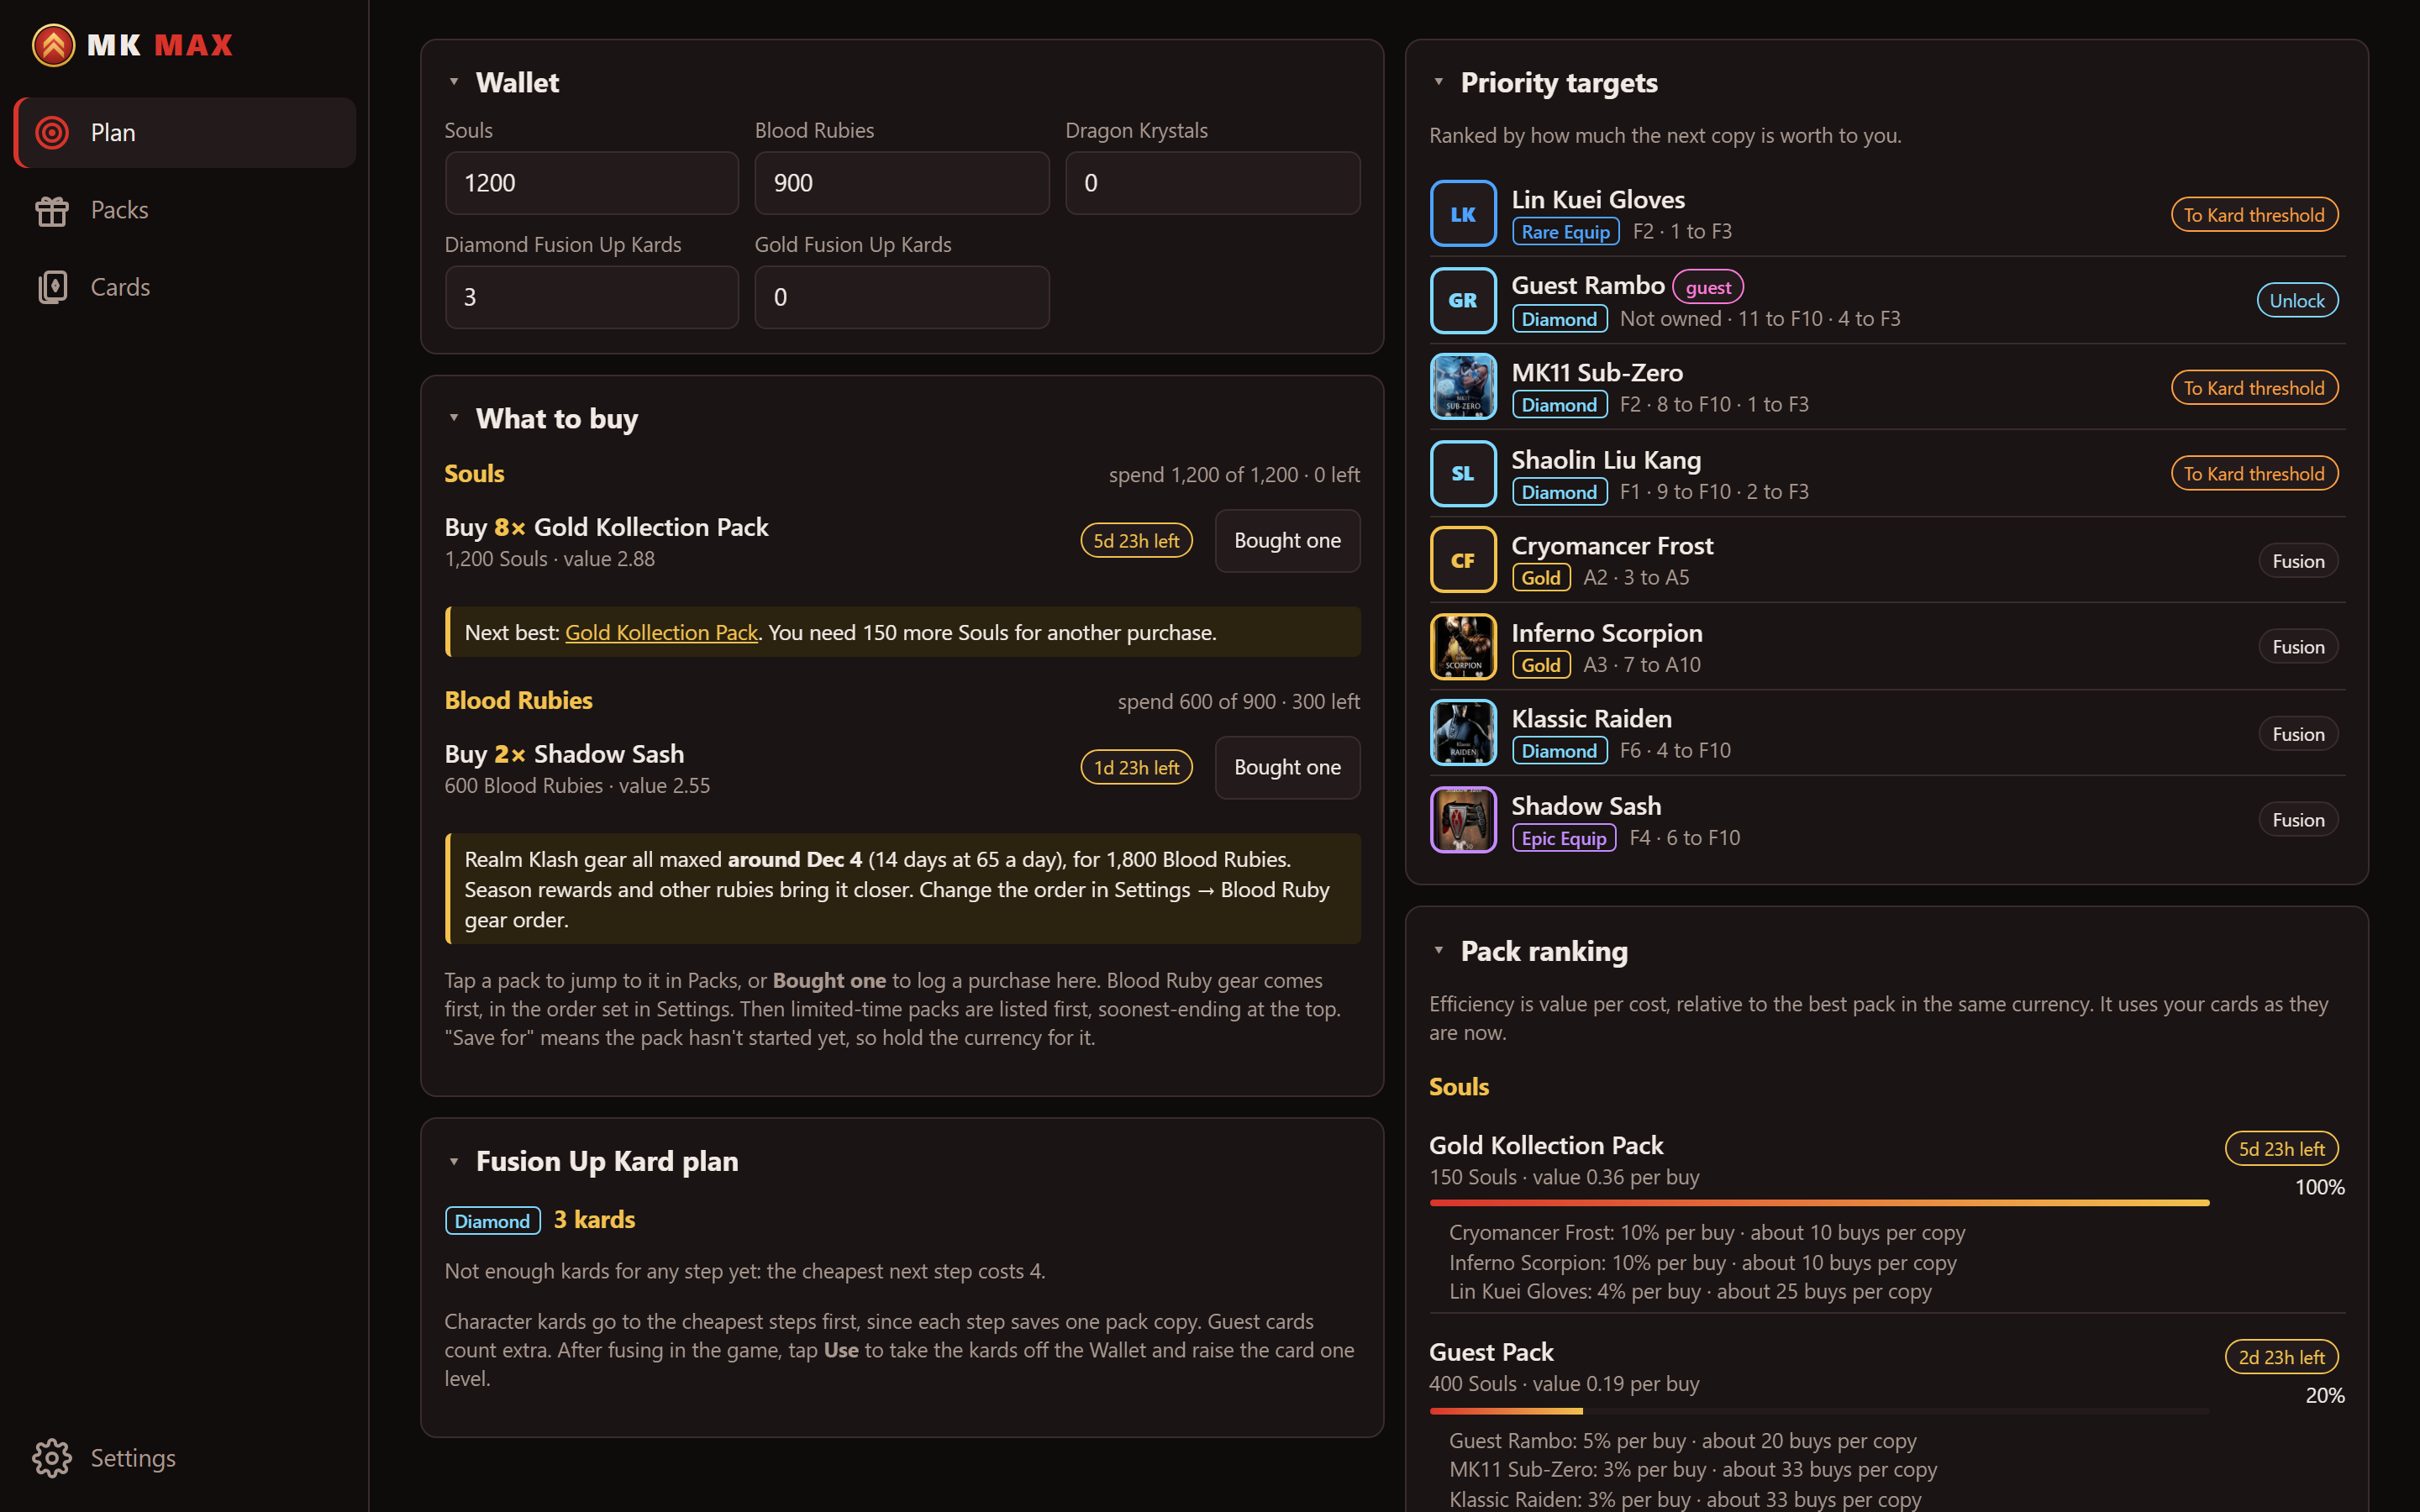 MK MAX
Plan
Packs
Cards
Settings
Wallet
Souls
Blood Rubies
Dragon Krystals
1200
900
0
Diamond Fusion Up Kards
Gold Fusion Up Kards
3
0
What to buy
Souls
spend 1,200 of 1,200 · 0 left
Buy 8× Gold Kollection Pack
1,200 Souls · value 2.88
5d 23h left
Bought one
Next best: Gold Kollection Pack. You need 150 more Souls for another purchase.
Blood Rubies
spend 600 of 900 · 300 left
Buy 2× Shadow Sash
600 Blood Rubies · value 2.55
1d 23h left
Bought one
Realm Klash gear all maxed around Dec 4 (14 days at 65 a day), for 1,800 Blood Rubies.
Season rewards and other rubies bring it closer. Change the order in Settings → Blood Ruby
gear order.
Tap a pack to jump to it in Packs, or Bought one to log a purchase here. Blood Ruby gear comes
first, in the order set in Settings. Then limited-time packs are listed first, soonest-ending at the top.
"Save for" means the pack hasn't started yet, so hold the currency for it.
Fusion Up Kard plan
Diamond 3 kards
Not enough kards for any step yet: the cheapest next step costs 4.
Character kards go to the cheapest steps first, since each step saves one pack copy. Guest cards
count extra. After fusing in the game, tap Use to take the kards off the Wallet and raise the card one
level.
Priority targets
Ranked by how much the next copy is worth to you.
LK
Lin Kuei Gloves
Rare Equip F2 · 1 to F3
To Kard threshold
GR
Guest Rambo guest
Diamond Not owned · 11 to F10 · 4 to F3
Unlock
SUB-ZERO
MK11 Sub-Zero
Diamond F2 · 8 to F10 · 1 to F3
To Kard threshold
SL
Shaolin Liu Kang
Diamond F1 · 9 to F10 · 2 to F3
To Kard threshold
CF
Cryomancer Frost
Gold A2 · 3 to A5
Fusion
SCORPION
Inferno Scorpion
Gold A3 · 7 to A10
Fusion
Klassic
RAIDEN
Klassic Raiden
Diamond F6 · 4 to F10
Fusion
Shadow Sash
Epic Equip F4 · 6 to F10
Fusion
Pack ranking
Efficiency is value per cost, relative to the best pack in the same currency. It uses your cards as they
are now.
Souls
Gold Kollection Pack
150 Souls · value 0.36 per buy
5d 23h left
100%
Cryomancer Frost: 10% per buy · about 10 buys per copy
Inferno Scorpion: 10% per buy · about 10 buys per copy
Lin Kuei Gloves: 4% per buy · about 25 buys per copy
Guest Pack
400 Souls · value 0.19 per buy
2d 23h left
20%
Guest Rambo: 5% per buy · about 20 buys per copy
MK11 Sub-Zero: 3% per buy · about 33 buys per copy
Klassic Raiden: 3% per buy · about 33 buys per copy